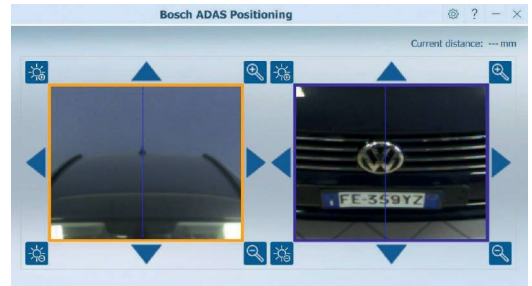 Bosch ADAS Positioning
?
Current distance: --- mm
FE-359YZ